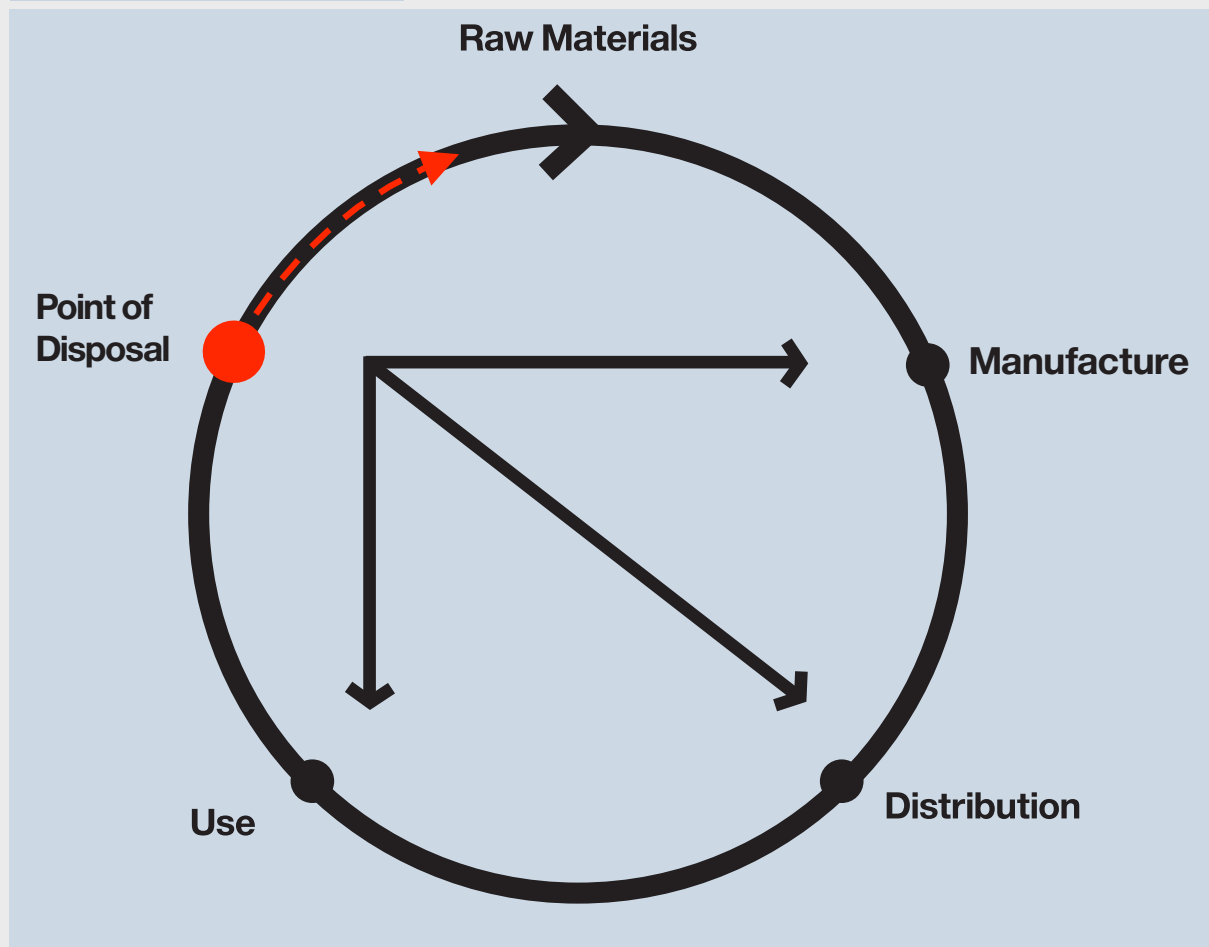 Raw Materials
Point of
Disposal
Manufacture
Use
Distribution